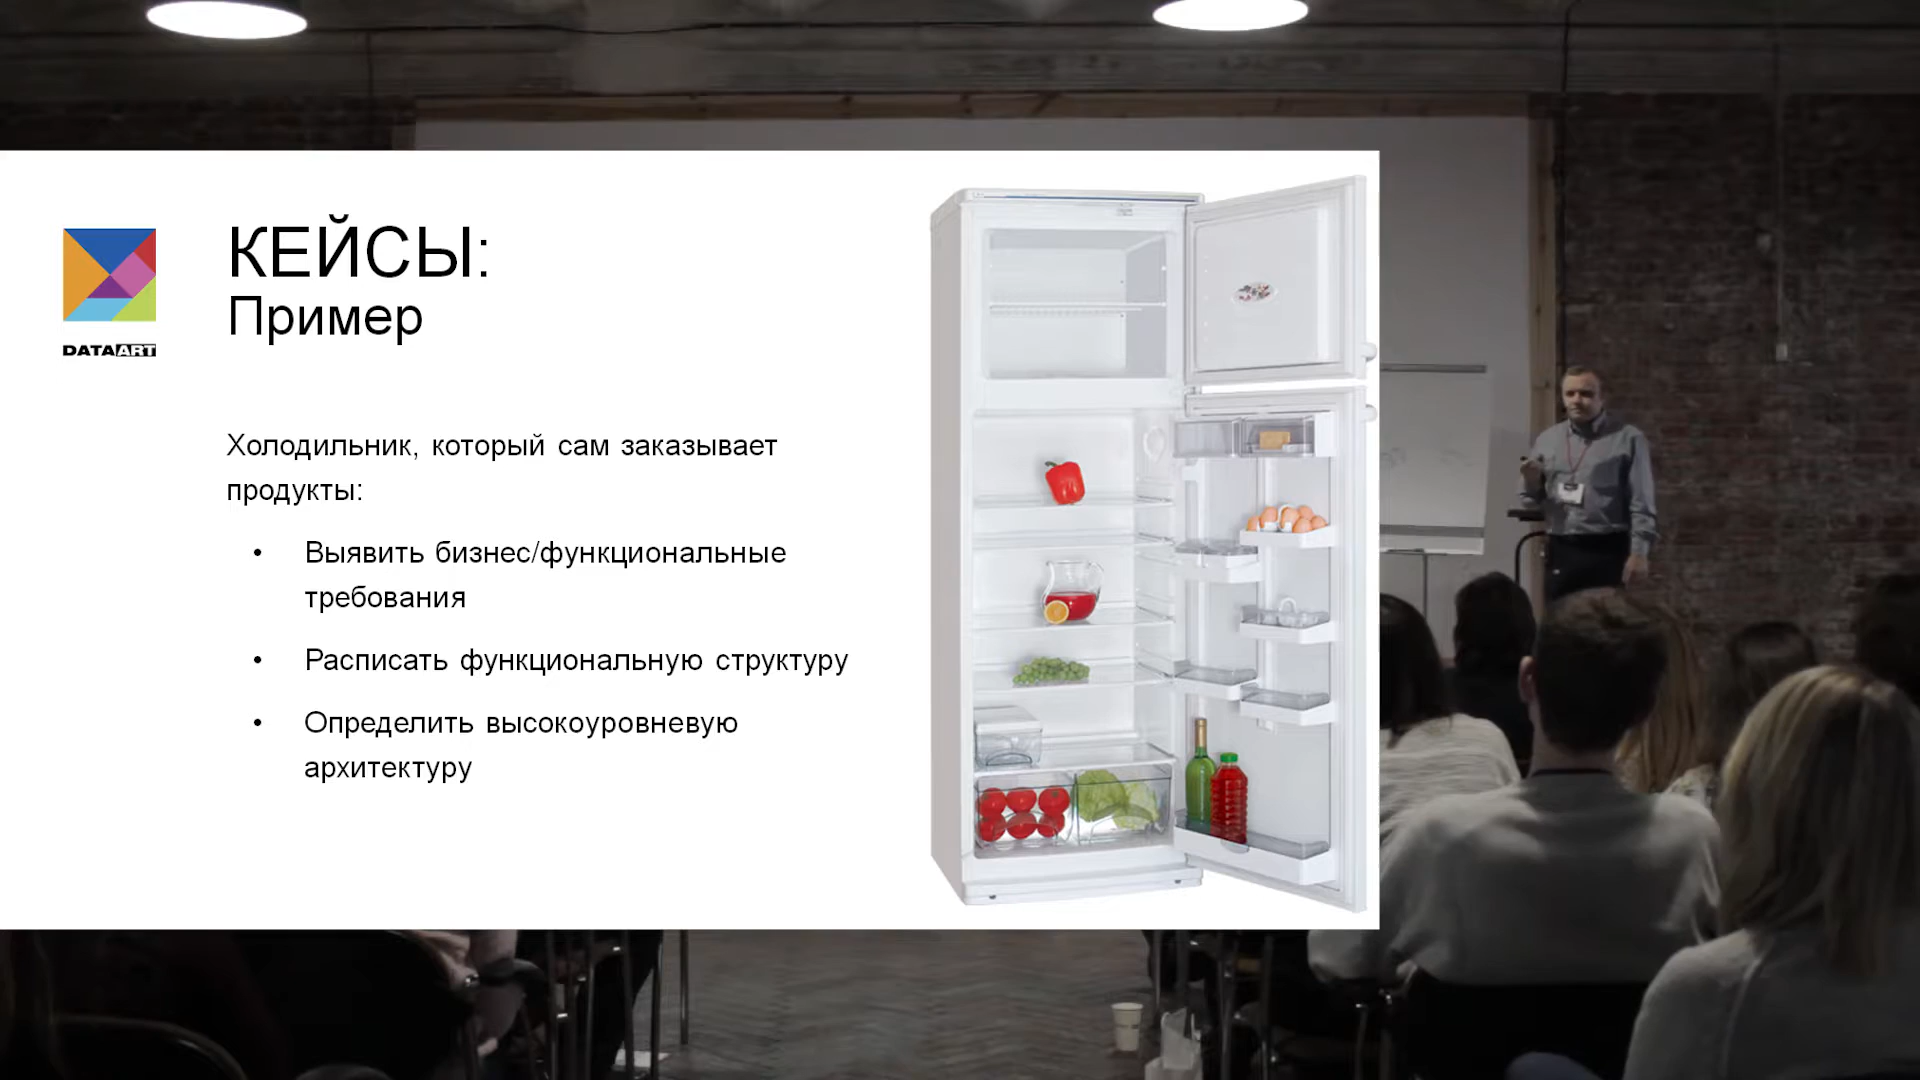 КЕЙСЫ:
Пример
DATAART
Холодильник, который сам заказывает
продукты:
• Выявить бизнес/функциональные
требования
• Расписать функциональную структуру
• Определить высокоуровневую
архитектуру